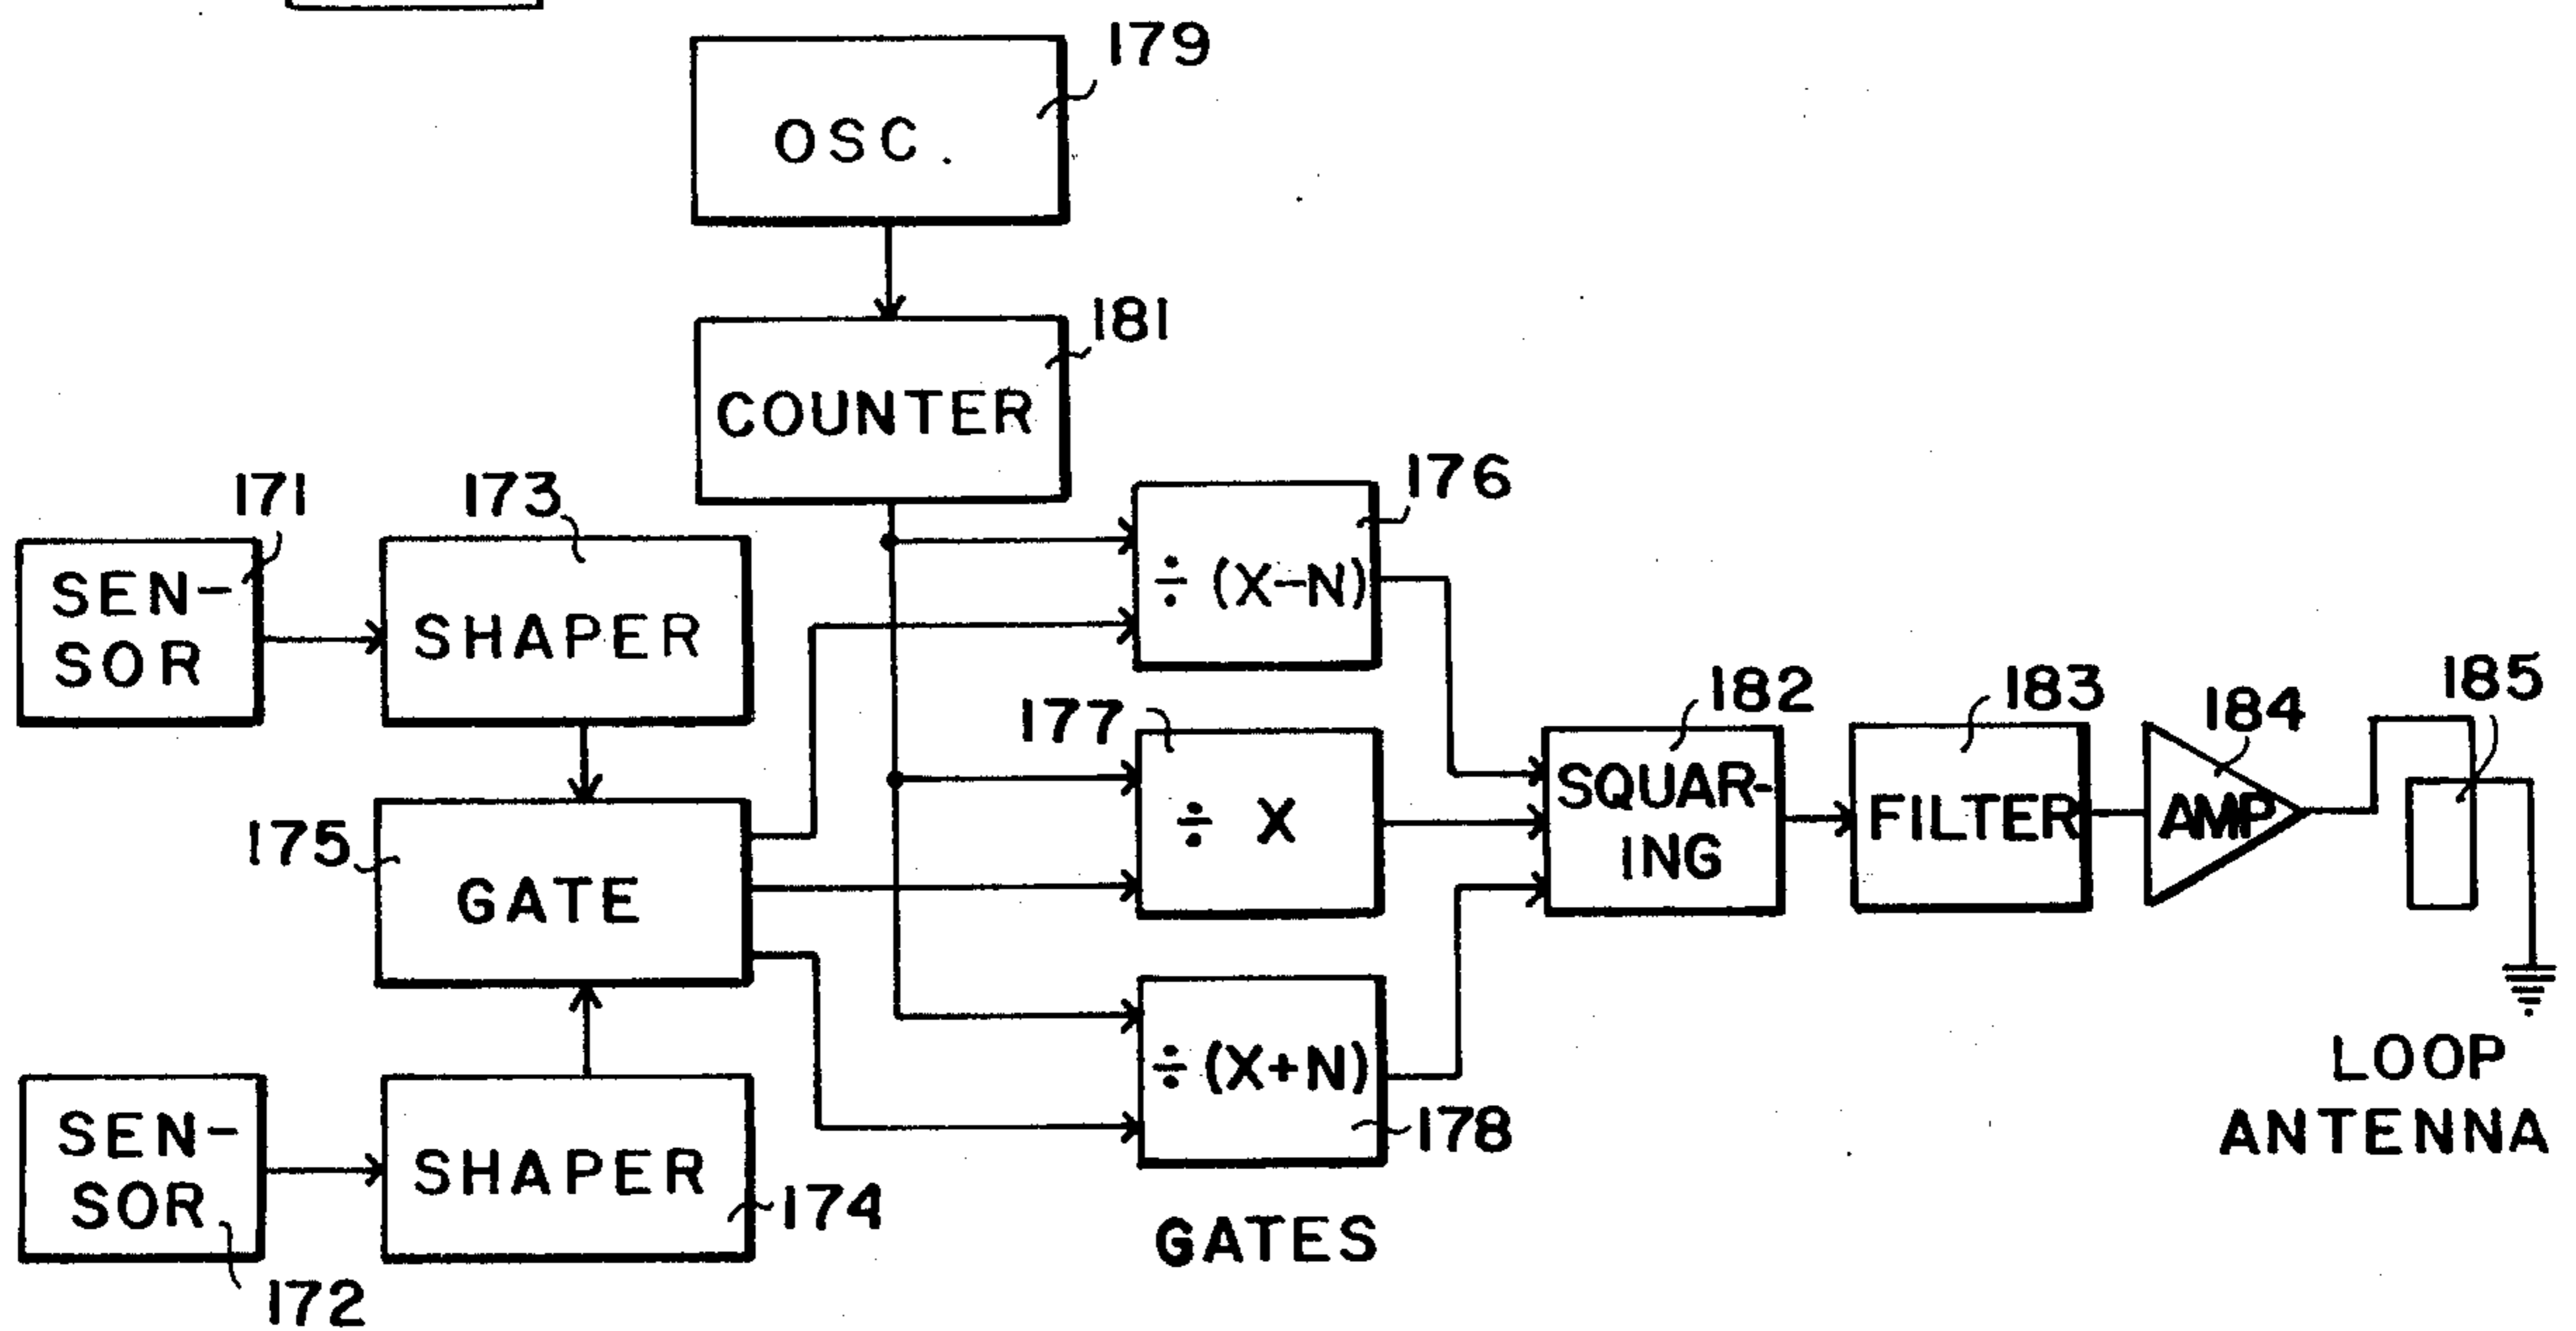 179
OSC.
181
COUNTER
171
173
176
SEN-
SOR
SHAPER
÷ (X-N)
177
182
183
184
185
175
GATE
÷ X
SQUAR-
ING
FILTER
AMP
÷ (X+N)
178
LOOP
ANTENNA
SEN-
SOR
SHAPER
174
GATES
172